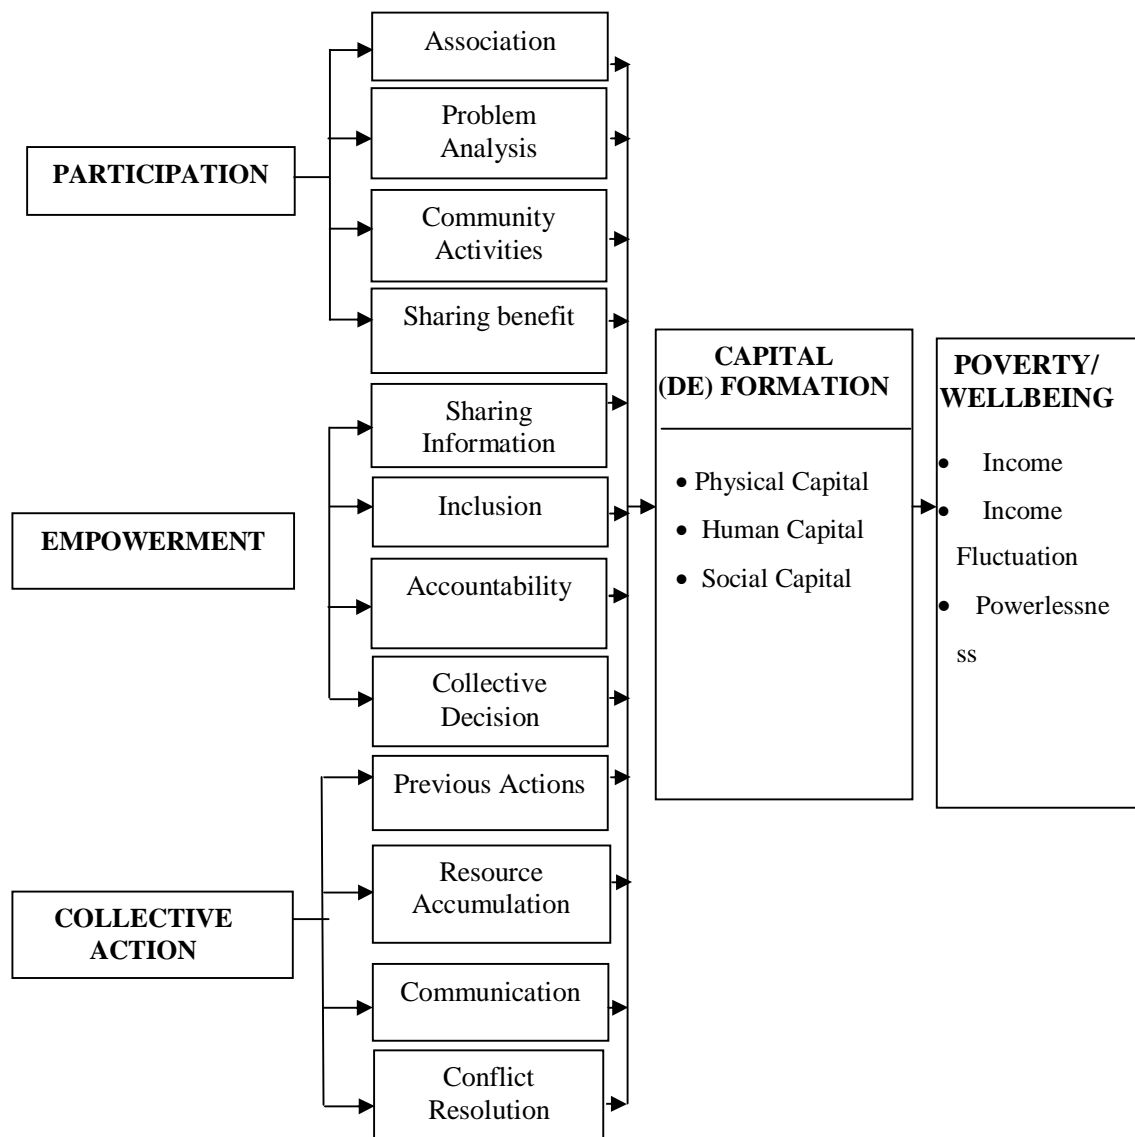 Association
Problem
Analysis
PARTICIPATION
Community
Activities
Sharing benefit
Sharing
Information
EMPOWERMENT
Inclusion
Accountability
Collective
Decision
Previous Actions
COLLECTIVE
ACTION
Resource
Accumulation
Communication
Conflict
Resolution
CAPITAL
(DE) FORMATION
• Physical Capital
• Human Capital
• Social Capital
POVERTY/
WELLBEING
• Income
• Income
Fluctuation
• Powerlessne
ss